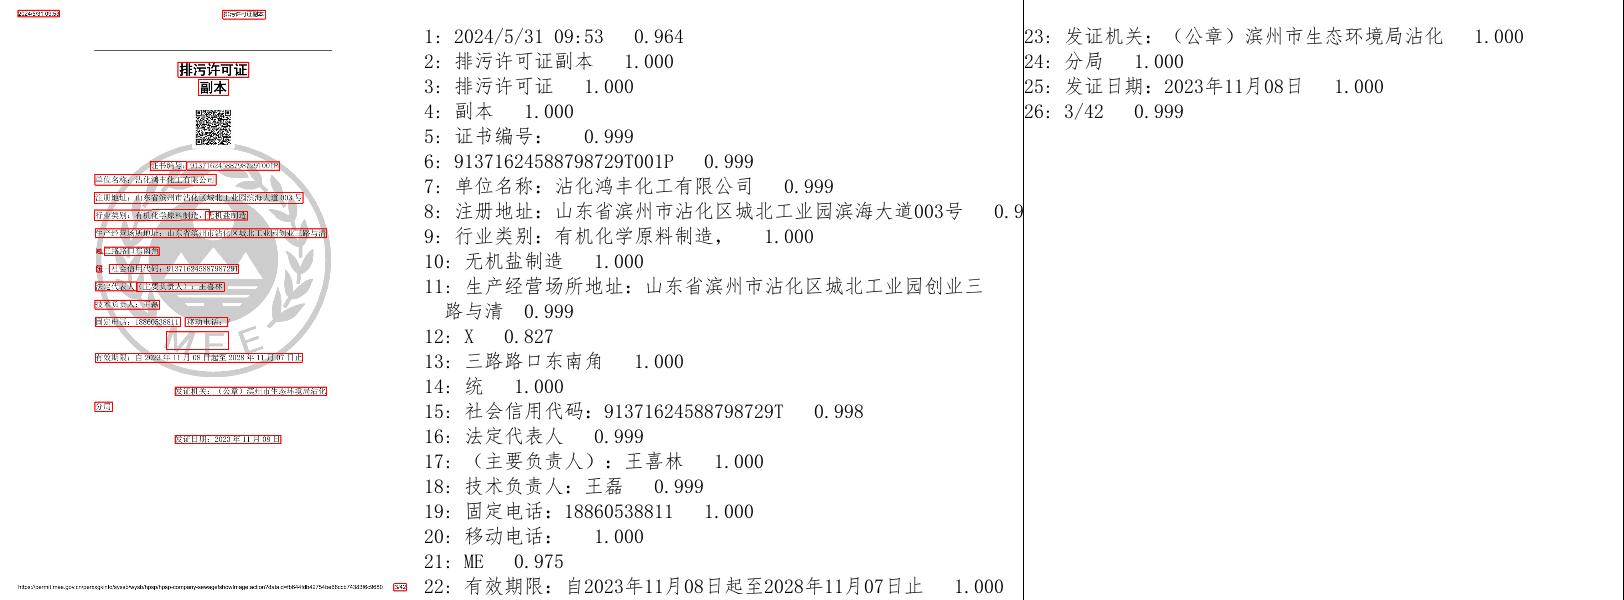 2024/5/31 09:53
排污许可证副本
排污许可证
副本
证书编号：91371624588798729T001P
单位名称：沾化鸿丰化工有限公司
注册地址：山东省滨州市沾化区城北工业园滨海大道003号
行业类别：有机化学原料制造，无机盐制造
生产经营场所地址：山东省滨州市沾化区城北工业园创业三路与清
三路路口东南角
统一社会信用代码：91371624588798729T
法定代表人（主要负责人）：王喜林
技术负责人：王磊
固定电话：18860538811 移动电话：
MEE
有效期限：自2023年11月08日起至2028年11月07日止
发证机关：（公章）滨州市生态环境局沾化
分局
发证日期：2023年11月08日
3/42
1: 2024/5/31 09:53 0.964
2: 排污许可证副本 1.000
3: 排污许可证 1.000
4: 副本 1.000
5: 证书编号： 0.999
6: 91371624588798729T001P 0.999
7: 单位名称：沾化鸿丰化工有限公司 0.999
8: 注册地址：山东省滨州市沾化区城北工业园滨海大道003号 0.9
9: 行业类别：有机化学原料制造， 1.000
10: 无机盐制造 1.000
11: 生产经营场所地址：山东省滨州市沾化区城北工业园创业三
路与清 0.999
12: X 0.827
13: 三路路口东南角 1.000
14: 统 1.000
15: 社会信用代码：91371624588798729T 0.998
16: 法定代表人 0.999
17: （主要负责人）：王喜林 1.000
18: 技术负责人：王磊 0.999
19: 固定电话：18860538811 1.000
20: 移动电话： 1.000
21: ME 0.975
22: 有效期限：自2023年11月08日起至2028年11月07日止 1.000
23: 发证机关：（公章）滨州市生态环境局沾化 1.000
24: 分局 1.000
25: 发证日期：2023年11月08日 1.000
26: 3/42 0.999